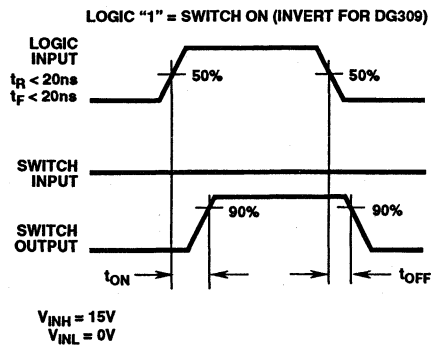 LOGIC “1” = SWITCH ON (INVERT FOR DG309)
LOGIC
INPUT
tR < 20ns
tF < 20ns
50%
50%
SWITCH
INPUT
SWITCH
OUTPUT
90%
90%
tON
tOFF
VINH = 15V
VINL = 0V